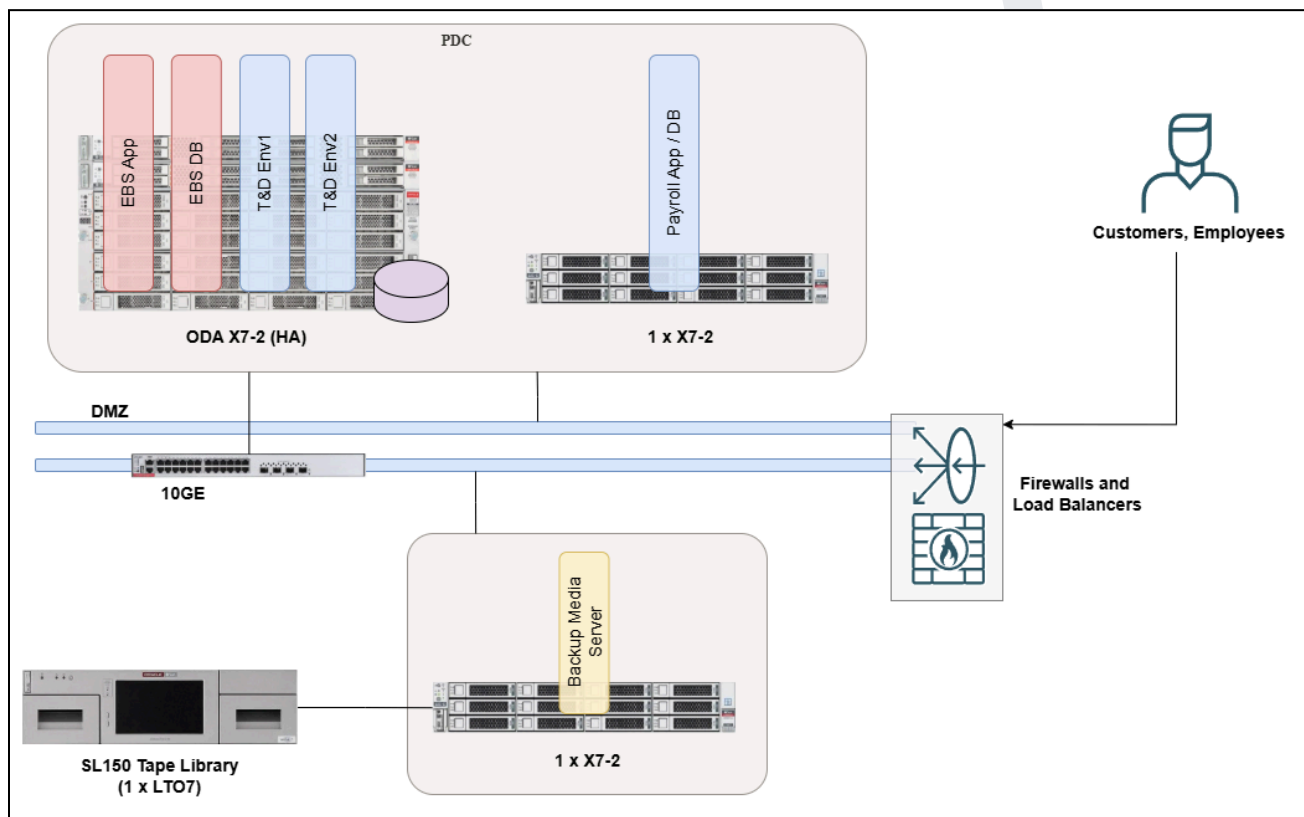 PDC
EBS App
EBS DB
T&D Env1
T&D Env2
Payroll App / DB
ODA X7-2 (HA)
1 x X7-2
Customers, Employees
DMZ
10GE
Firewalls and
Load Balancers
Backup Media
Server
SL150 Tape Library
(1 x LTO7)
1 x X7-2